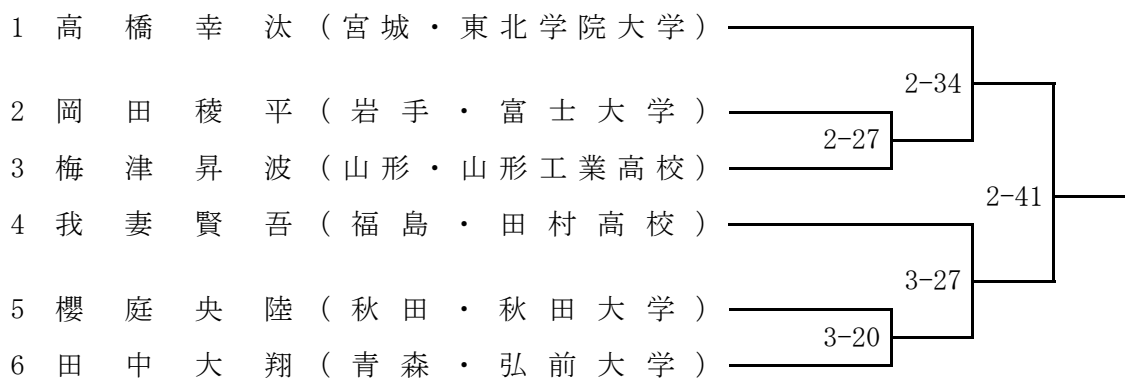 1 高橋幸汰(宮城・東北学院大学)
2-34
2 岡田稜平(岩手・富士大学)
2-27
3 梅津昇波(山形・山形工業高校)
2-41
4 我妻賢吾(福島・田村高校)
3-27
5 櫻庭央陸(秋田・秋田大学)
3-20
6 田中大翔(青森・弘前大学)